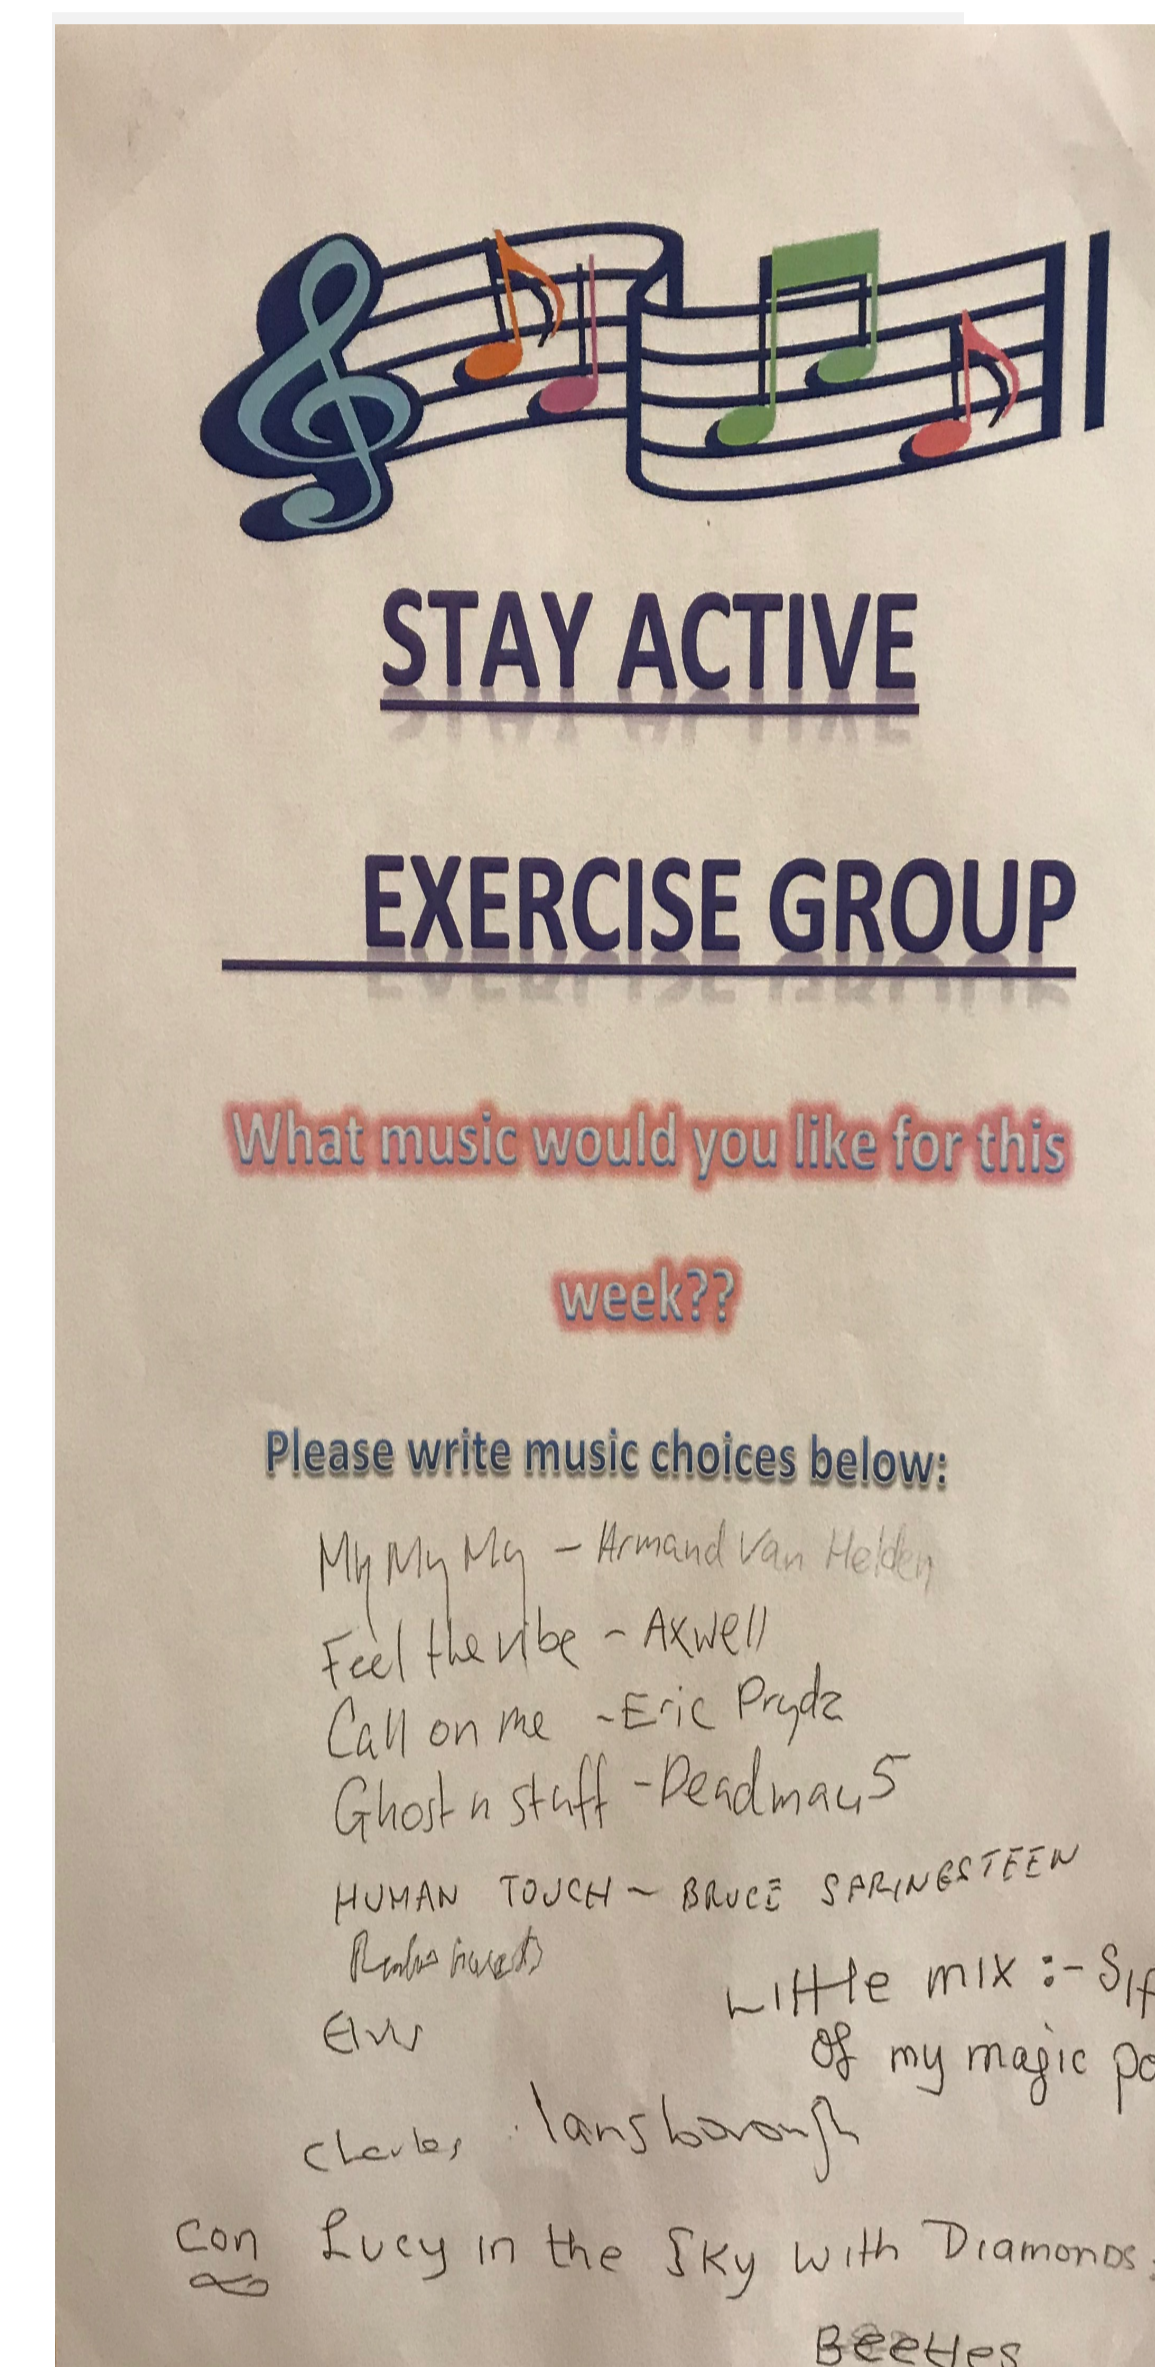 STAY ACTIVE
EXERCISE GROUP
What music would you like for this
week??
Please write music choices below:
My My My - Armand Van Helden
Feel the vibe - Axwell
Call on me - Eric Prydz
Ghost n stuff - Deadmau5
HUMAN TOUCH - BRUCE SPRINGSTEEN
Little mix :-
of my magic
Elvis
Charles lansborough
Con Lucy in the Sky with Diamonds
Beetles